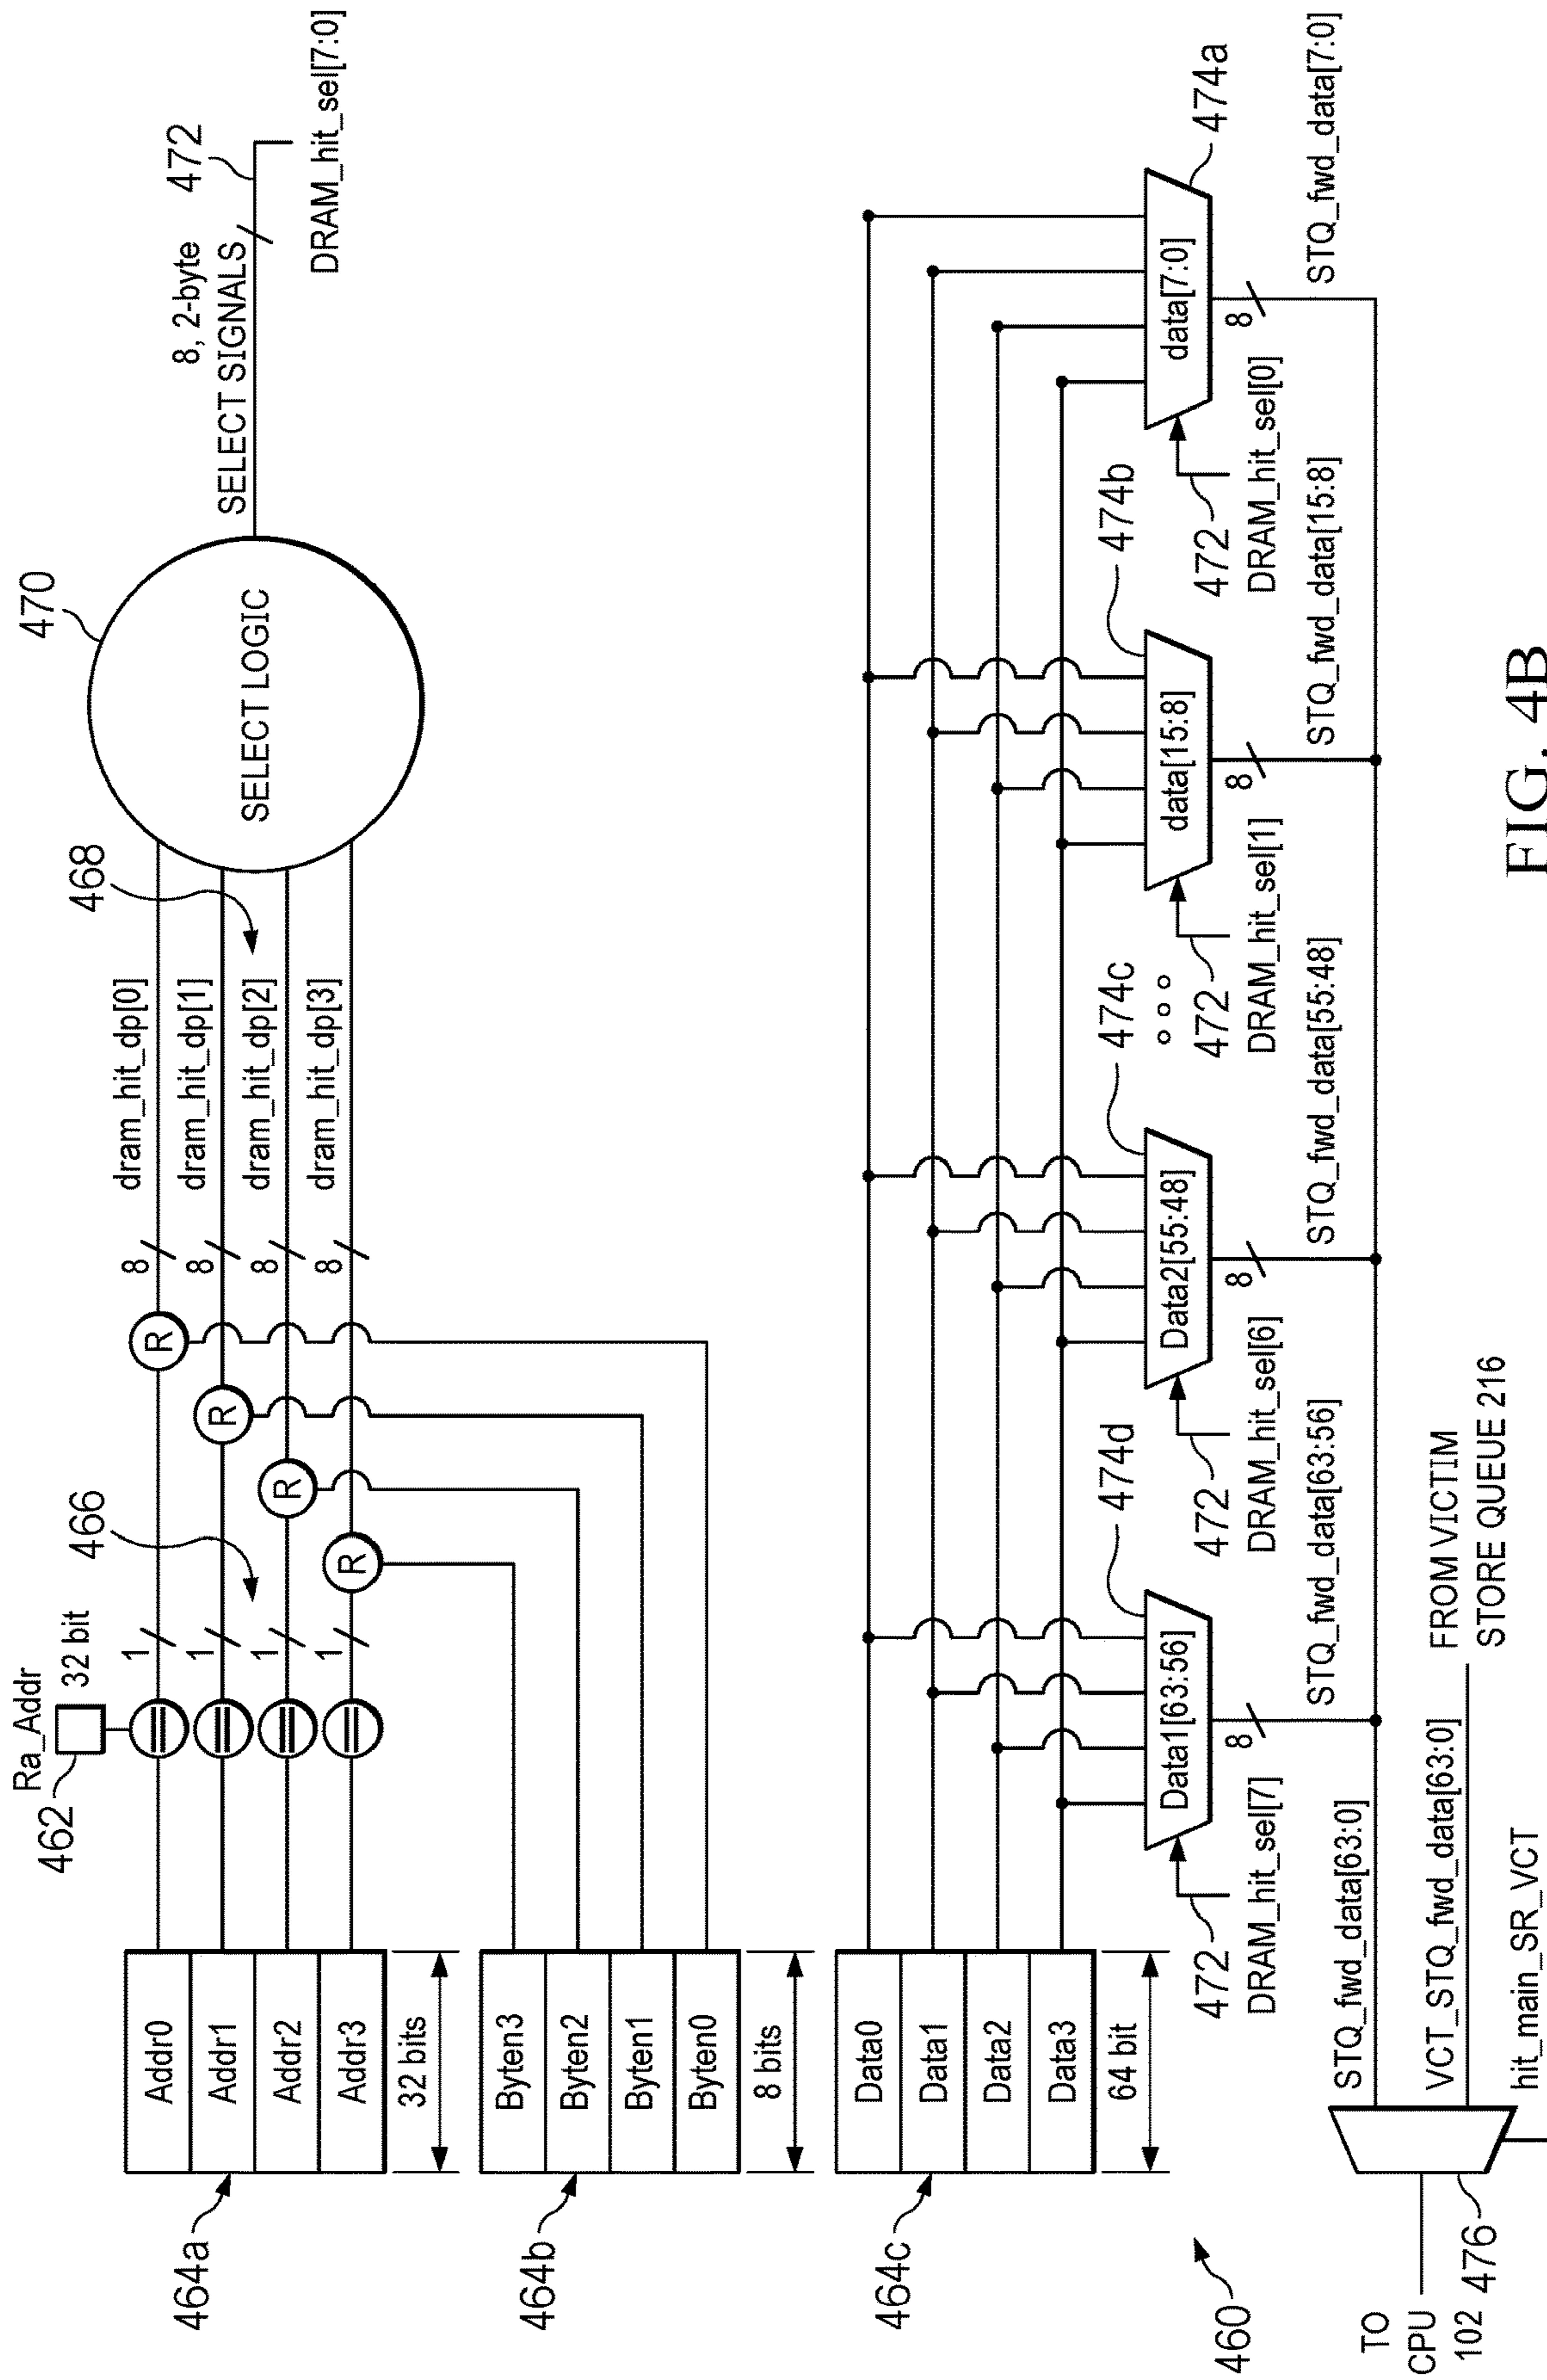 Ra_Addr
462
32 bit
466
468
470
472
464a
Addr0
Addr1
Addr2
Addr3
32 bits
1
1
1
1
R
R
R
R
8
8
8
8
dram_hit_dp[0]
dram_hit_dp[1]
dram_hit_dp[2]
dram_hit_dp[3]
SELECT LOGIC
8, 2-byte
SELECT SIGNALS
DRAM_hit_sel[7:0]
464b
Byten3
Byten2
Byten1
Byten0
8 bits
464c
Data0
Data1
Data2
Data3
64 bit
474d
474c
474b
474a
Data1[63:56]
Data2[55:48]
data[15:8]
data[7:0]
472
472
472
472
DRAM_hit_sel[7]
DRAM_hit_sel[6]
DRAM_hit_sel[1]
DRAM_hit_sel[0]
8
8
8
8
STQ_fwd_data[63:56]
STQ_fwd_data[55:48]
STQ_fwd_data[15:8]
STQ_fwd_data[7:0]
460
STQ_fwd_data[63:0]
VCT_STQ_fwd_data[63:0]
FROM VICTIM
STORE QUEUE 216
hit_main_SR_VCT
TO
CPU
102
476
FIG. 4B